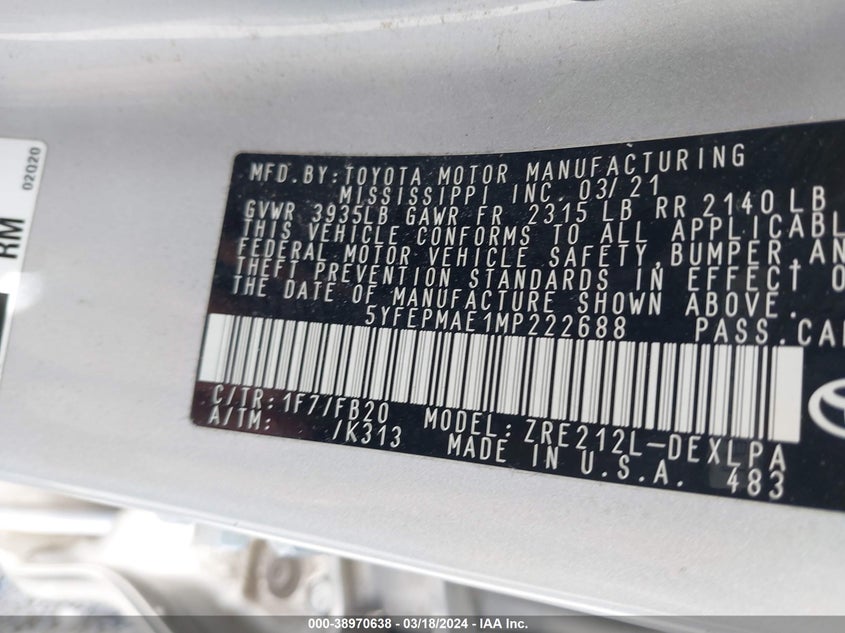 02020
RM
MFD.BY:TOYOTA MOTOR MANUFACTURING
MISSISSIPPI INC. 03/21
GVWR 3935LB GAWR FR 2315 LB RR 2140 LB
THIS VEHICLE CONFORMS TO ALL APPLICABL
FEDERAL MOTOR VEHICLE SAFETY,BUMPER,AN
THEFT PREVENTION STANDARDS IN EFFECT O
THE DATE OF MANUFACTURE SHOWN ABOVE.
5YFEPMAE1MP222688 PASS.CAR
C/TR:1F7/FB20 MODEL:ZRE212L-DEXLPA
A/TM: /K313 MADE IN U.S.A. 483
000-38970638 - 03/18/2024 - IAA Inc.